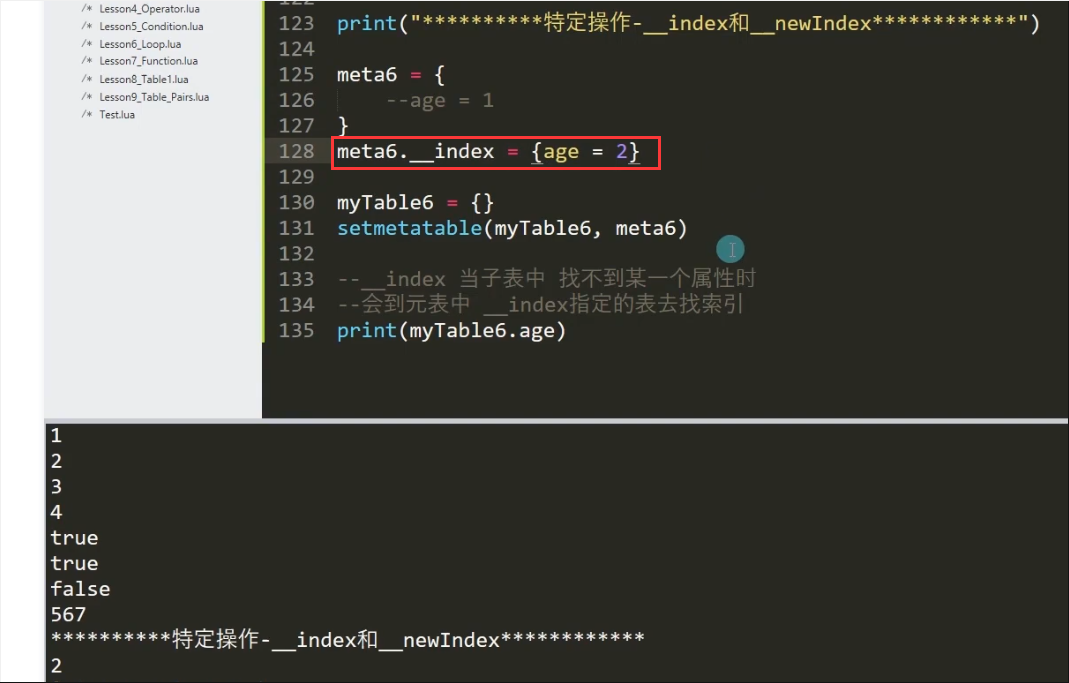 /* Lesson4_Operator.lua
/* Lesson5_Condition.lua
/* Lesson6_Loop.lua
/* Lesson7_Function.lua
/* Lesson8_Table1.lua
/* Lesson9_Table_Pairs.lua
/* Test.lua
123 print("**********特定操作-__index和__newIndex************")
124
125 meta6 = {
126 --age = 1
127 }
128 meta6.__index = {age = 2}
129
130 myTable6 = {}
131 setmetatable(myTable6, meta6)
132
133 --__index 当子表中 找不到某一个属性时
134 --会到元表中 __index指定的表去找索引
135 print(myTable6.age)
1
2
3
4
true
true
false
567
**********特定操作-__index和__newIndex************
2